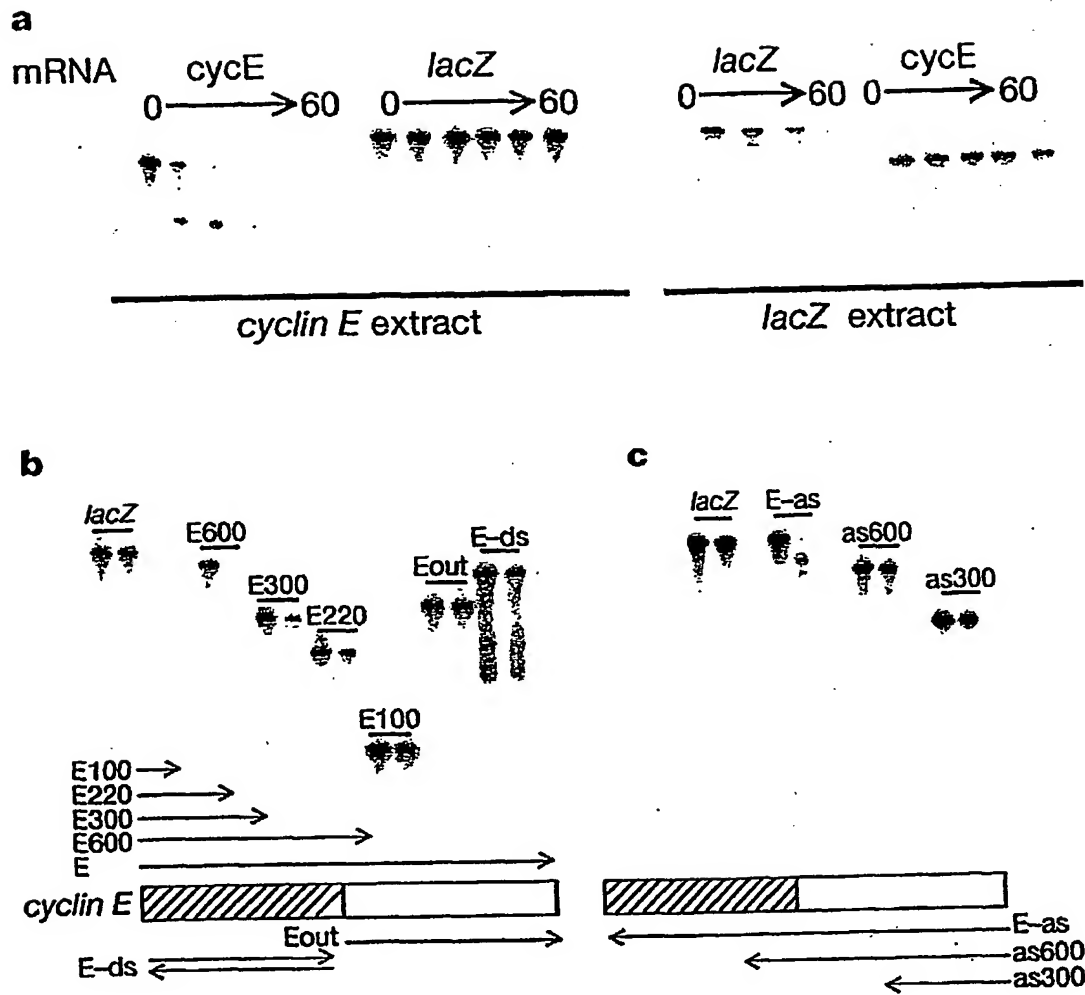 a
mRNA cycE lacZ lacZ cycE
0 60 0 60 0 60 0 60
cyclin E extract lacZ extract
b
lacZ
E600
E300
E220
E100
Eout
E-ds
E100
E220
E300
E600
E
cyclin E
Eout
E-ds
c
lacZ
E-as
as600
as300
E-as
as600
as300